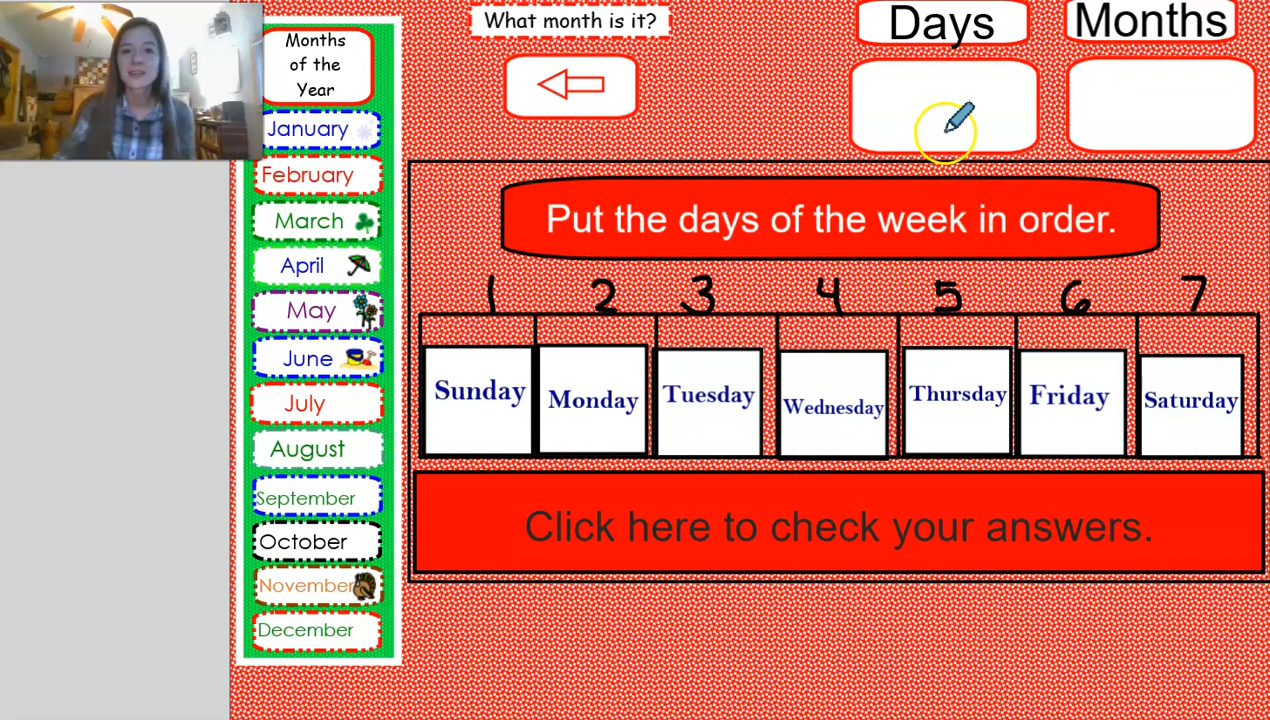 What month is it?
Days
Months
Months
of the
Year
January
February
March
April
May
June
July
August
September
October
November
December
Put the days of the week in order.
1 2 3 4 5 6 7
Sunday Monday Tuesday Wednesday Thursday Friday Saturday
Click here to check your answers.